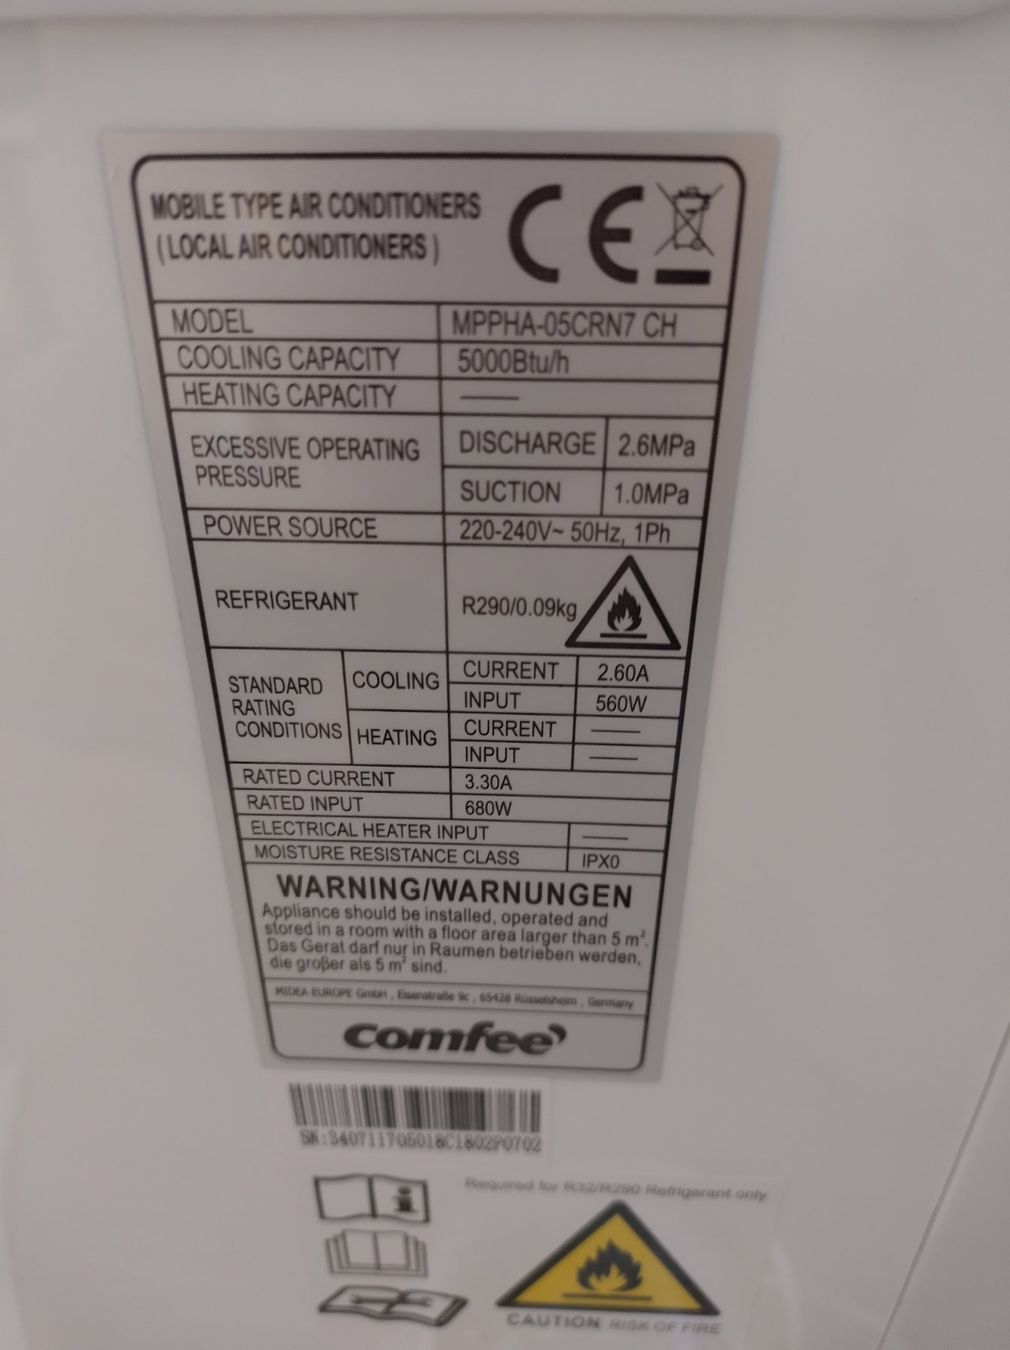 MOBILE TYPE AIR CONDITIONERS
(LOCAL AIR CONDITIONERS)
CE
MODEL MPPHA-05CRN7 CH
COOLING CAPACITY 5000Btu/h
HEATING CAPACITY ——
EXCESSIVE OPERATING PRESSURE DISCHARGE 2.6MPa
SUCTION 1.0MPa
POWER SOURCE 220-240V~ 50Hz, 1Ph
REFRIGERANT R290/0.09kg
STANDARD RATING CONDITIONS COOLING CURRENT 2.60A
INPUT 560W
HEATING CURRENT ——
INPUT ——
RATED CURRENT 3.30A
RATED INPUT 680W
ELECTRICAL HEATER INPUT ——
MOISTURE RESISTANCE CLASS IPX0
WARNING/WARNUNGEN
Appliance should be installed, operated and
stored in a room with a floor area larger than 5 m².
Das Gerat darf nur in Raumen betrieben werden,
die großer als 5 m² sind.
MIDEA EUROPE GmbH , Eisenstraße 9c , 65428 Rüsselsheim , Germany
comfee
SN:340711705018C1802P0702
Required for R32/R290 Refrigerant only
CAUTION RISK OF FIRE